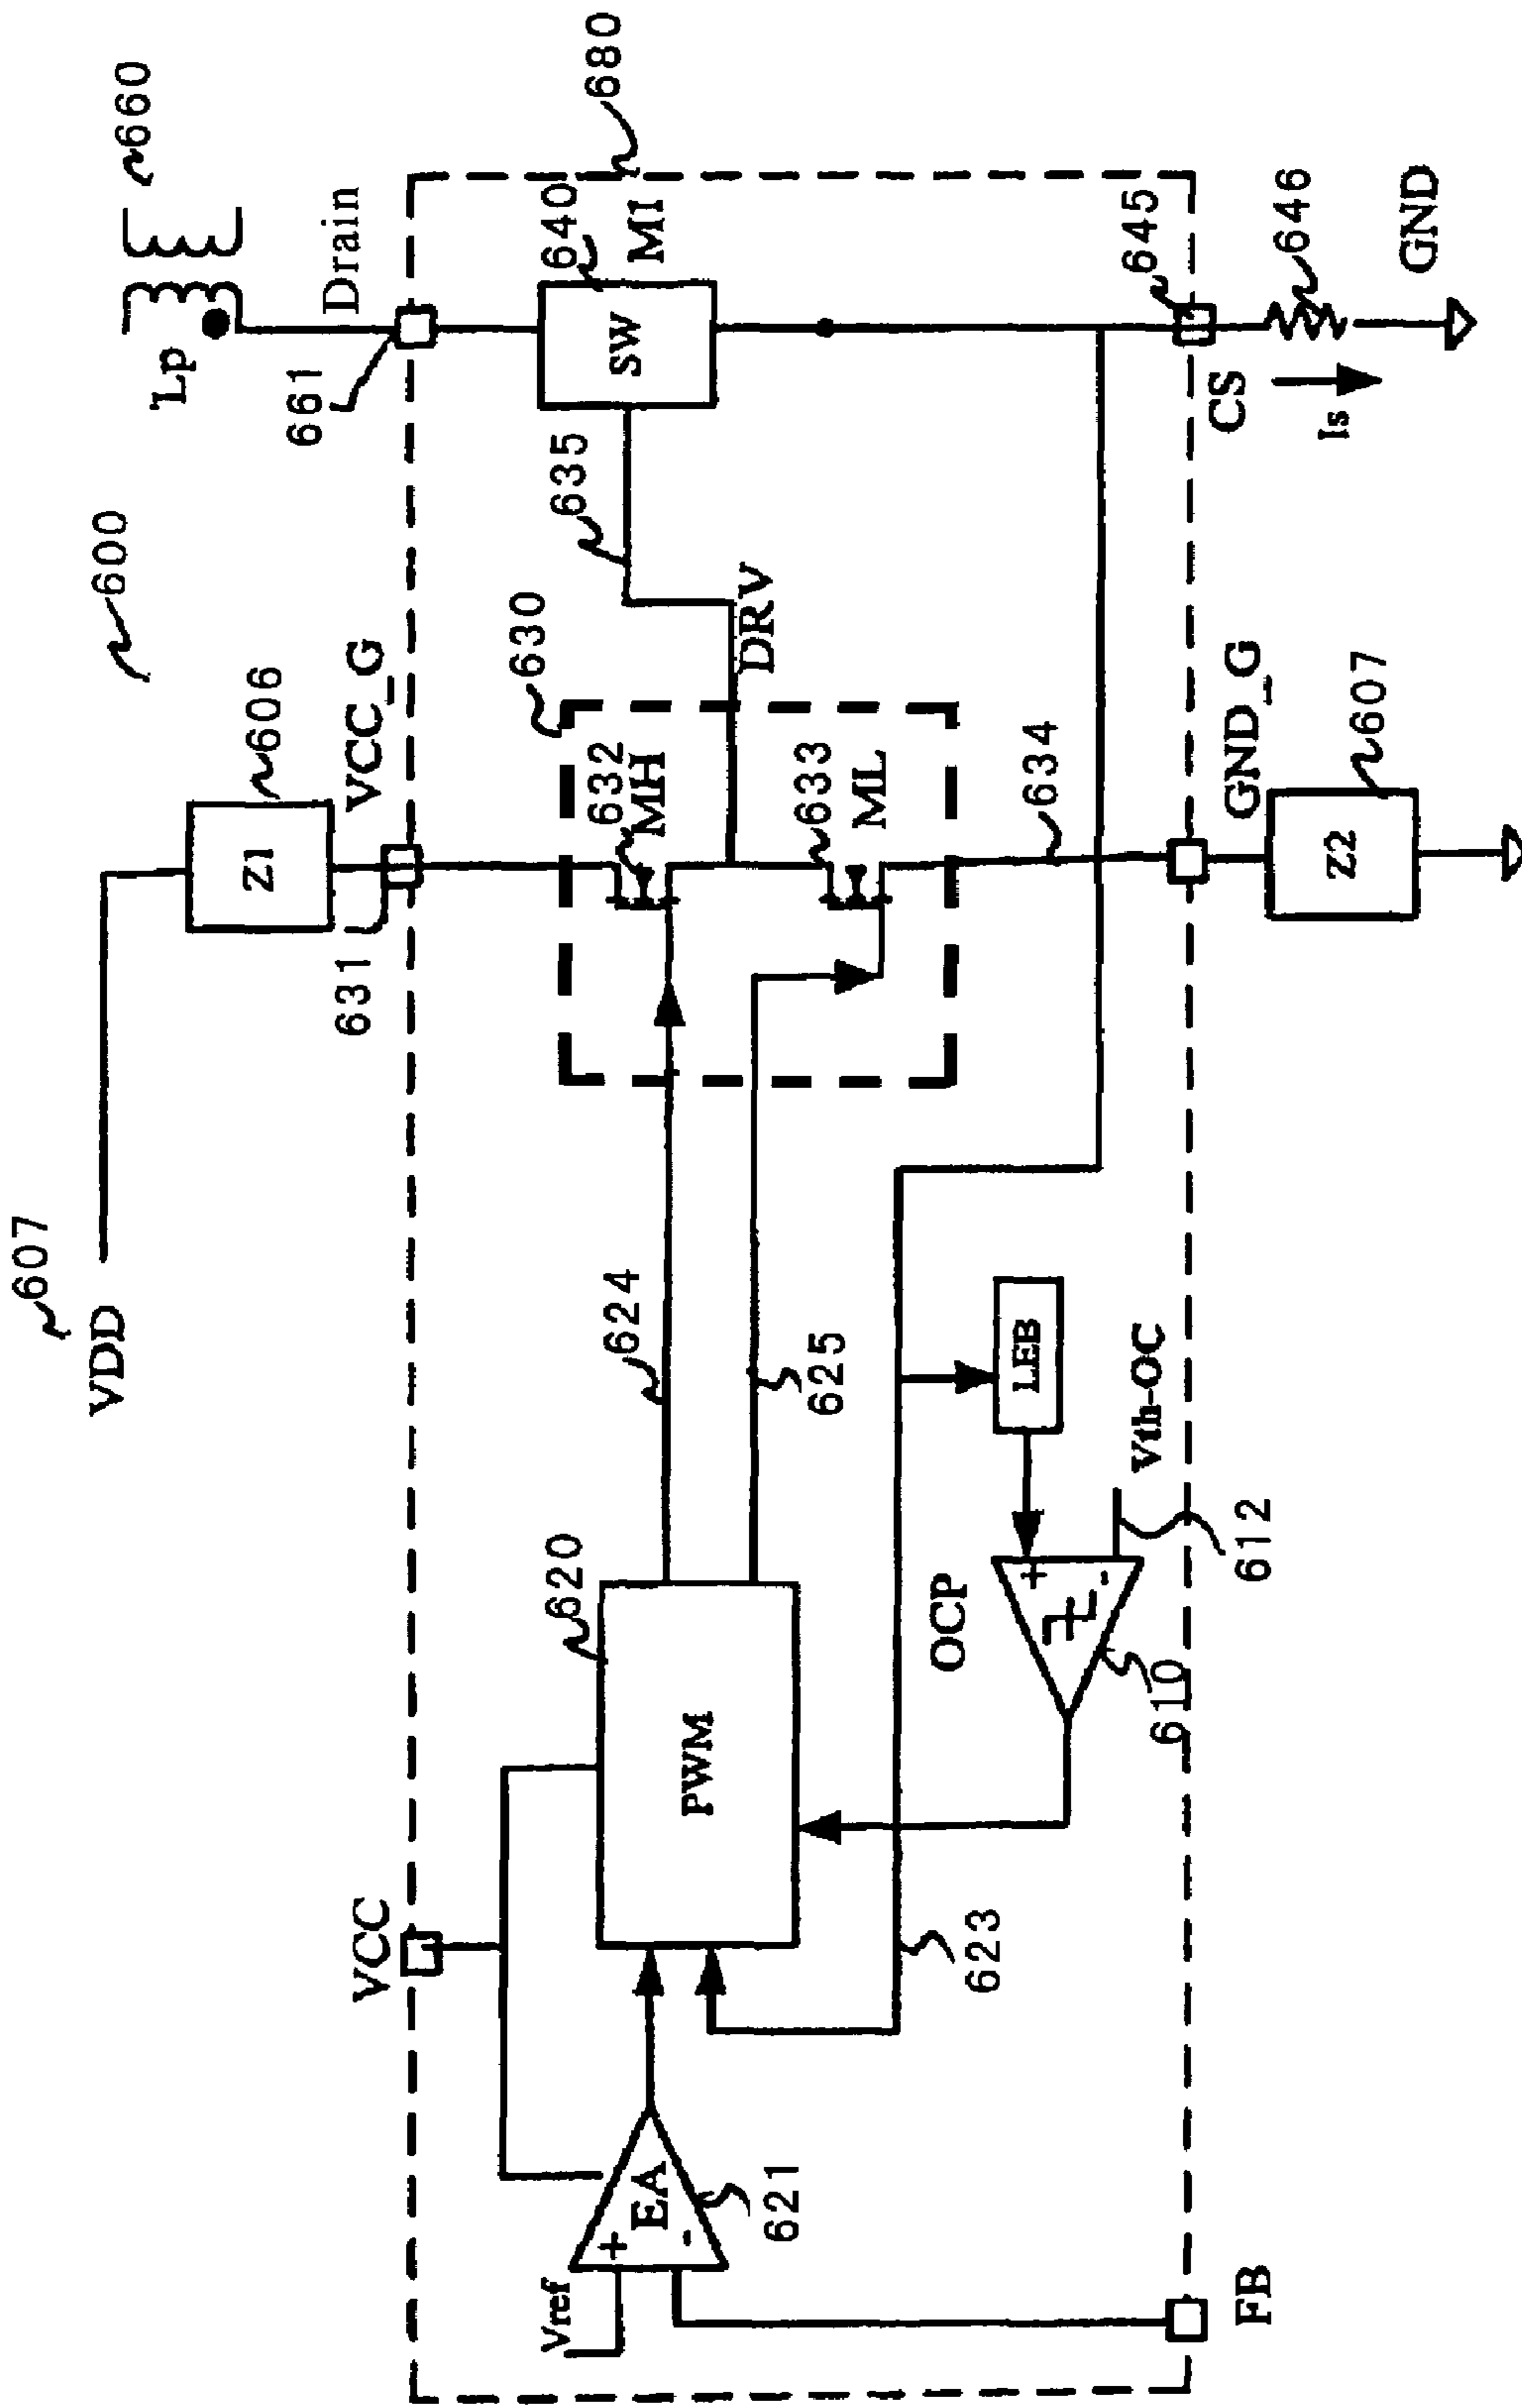 600
607
VDD
Z1
606
VCC_G
631
Lp
660
661
Drain
680
VCC
620
PWM
624
625
630
632
MH
633
ML
DRV
635
SW
640
M1
Vref
+
EA
-
621
623
OCP
LEB
+
-
610
612
Vth-OC
634
645
FB
GND_G
Z2
607
CS
Is
646
GND